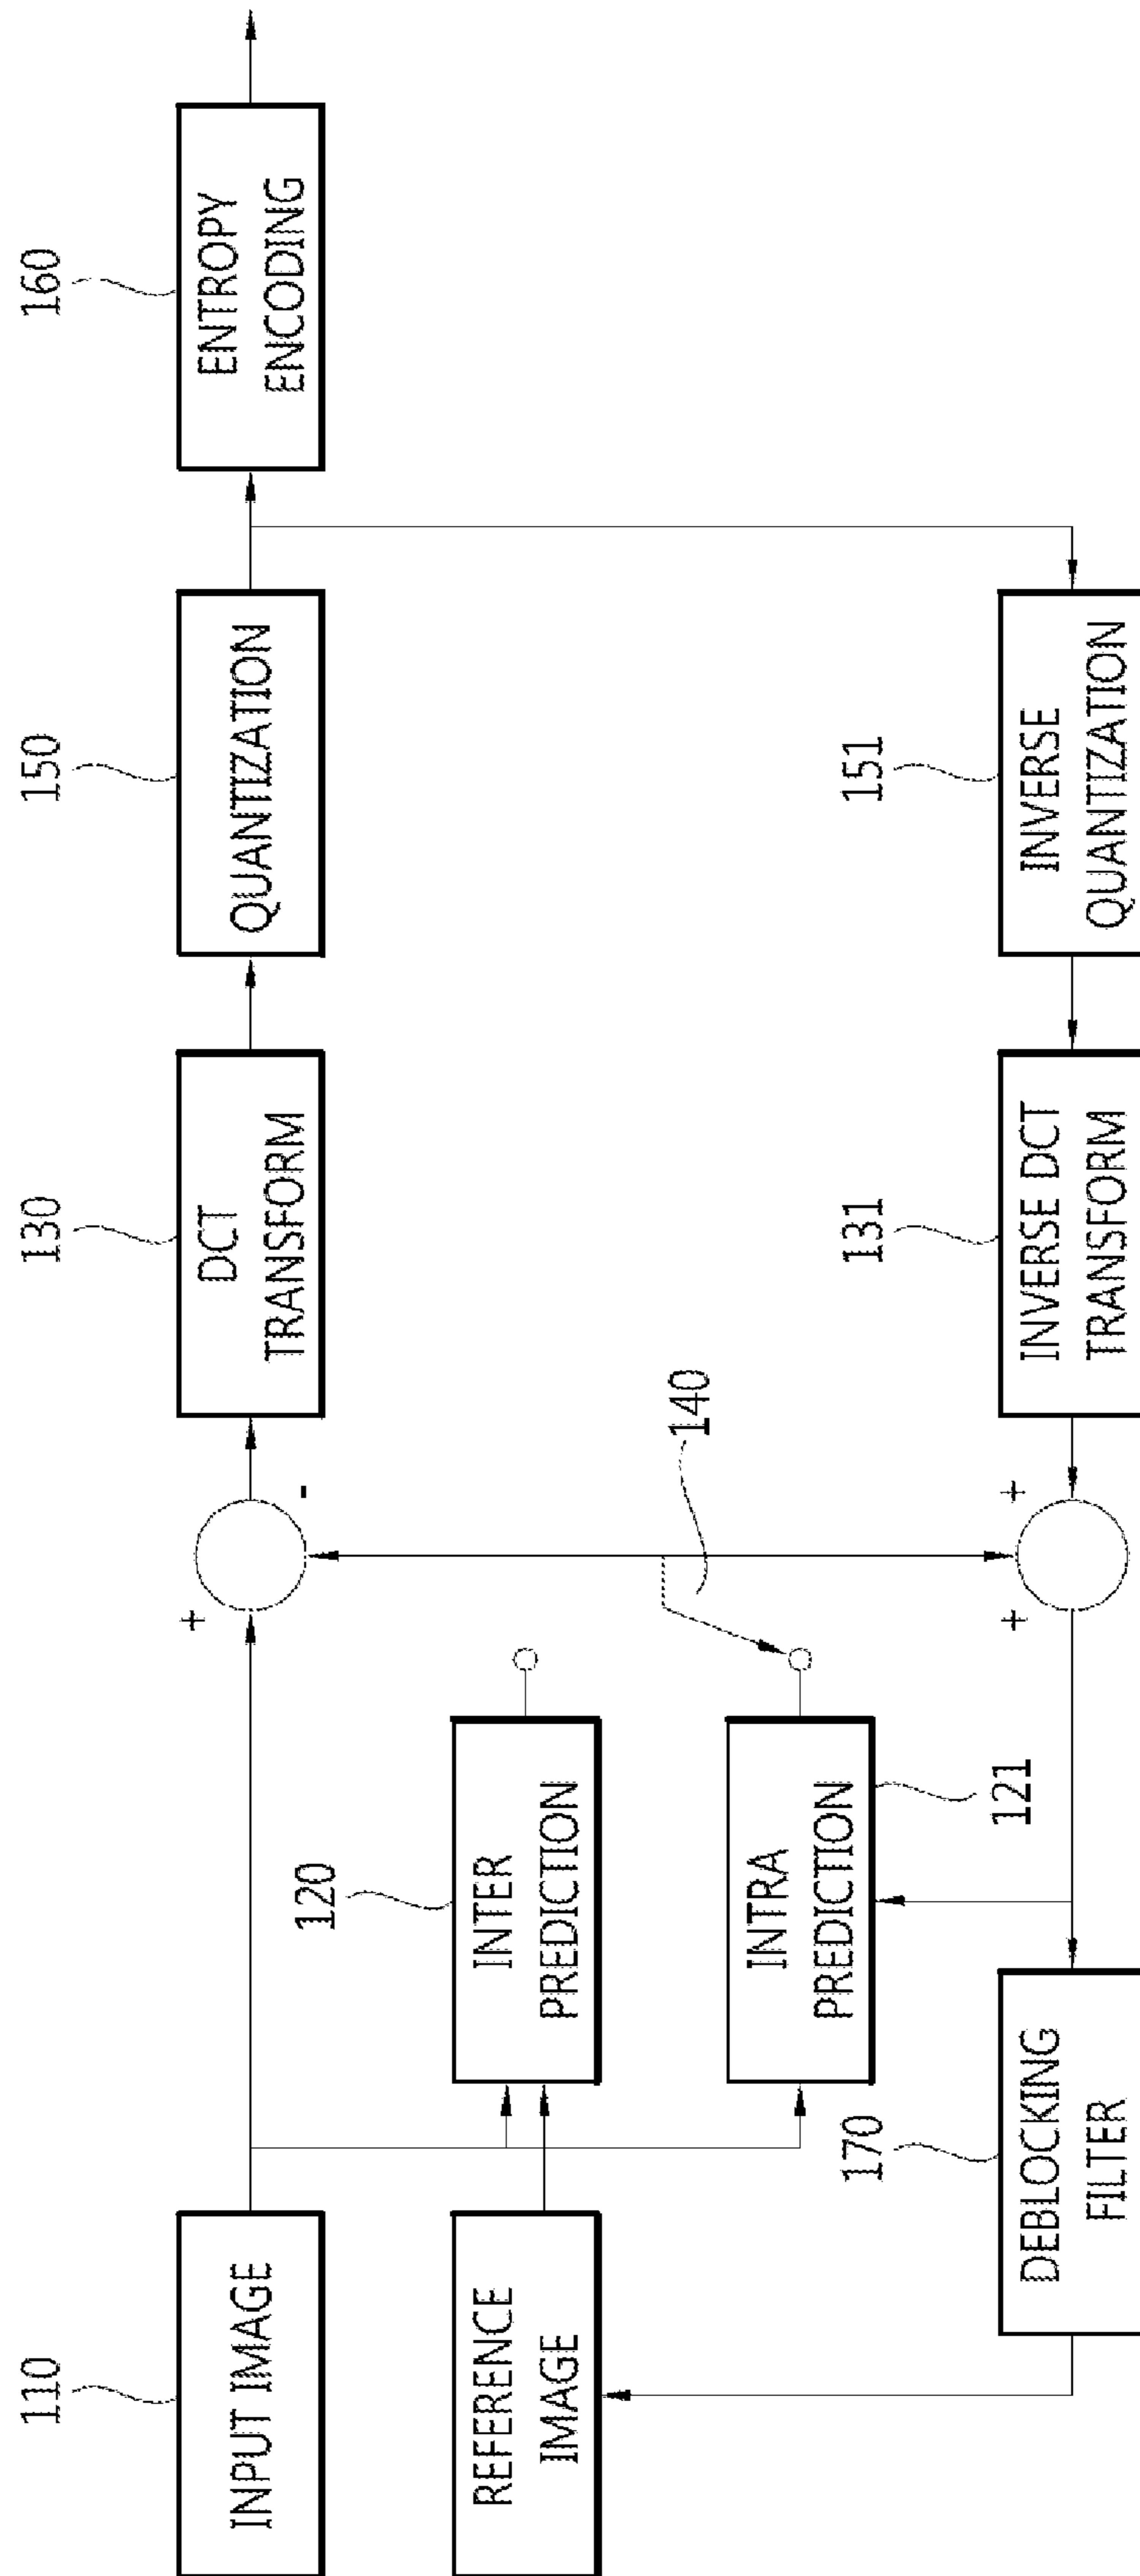 110
INPUT IMAGE
+
-
130
DCT
TRANSFORM
150
QUANTIZATION
160
ENTROPY
ENCODING
REFERENCE
IMAGE
120
INTER
PREDICTION
140
INTRA
PREDICTION
121
170
DEBLOCKING
FILTER
+
+
131
INVERSE DCT
TRANSFORM
151
INVERSE
QUANTIZATION